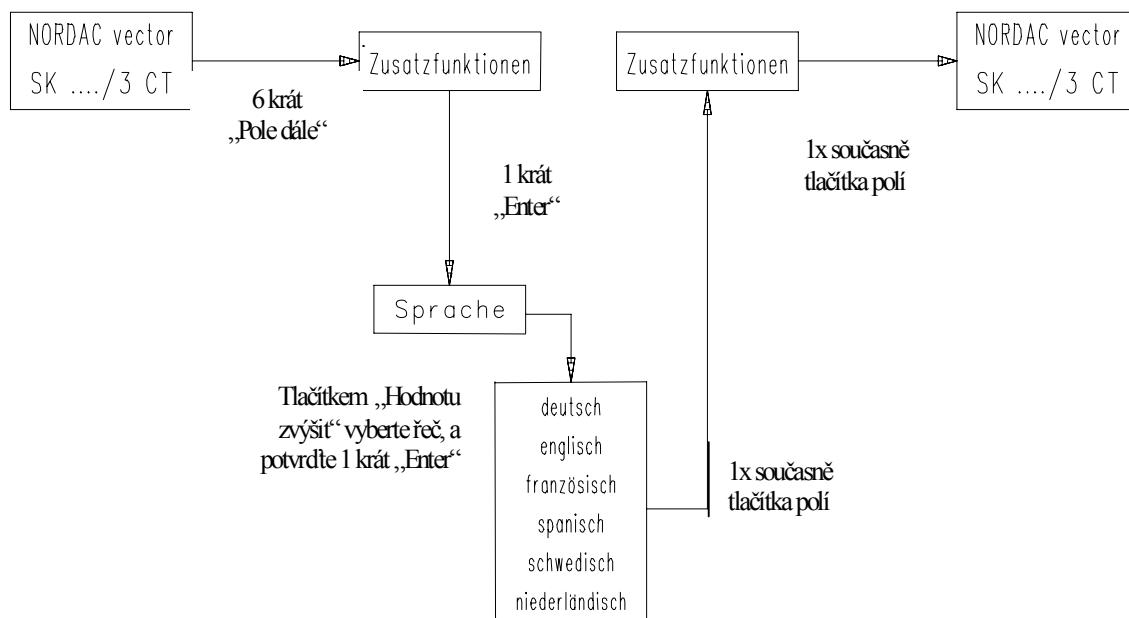 NORDAC vector
SK ..../3 CT
6 krát
„Pole dále“
Zusatzfunktionen
1 krát
„Enter“
Sprache
Tlačítkem „Hodnotu
zvýšit“ vyberte řeč, a
potvrďte 1 krát „Enter“
deutsch
englisch
französisch
spanisch
schwedisch
niederländisch
1x současně
tlačítka polí
Zusatzfunktionen
1x současně
tlačítka polí
NORDAC vector
SK ..../3 CT